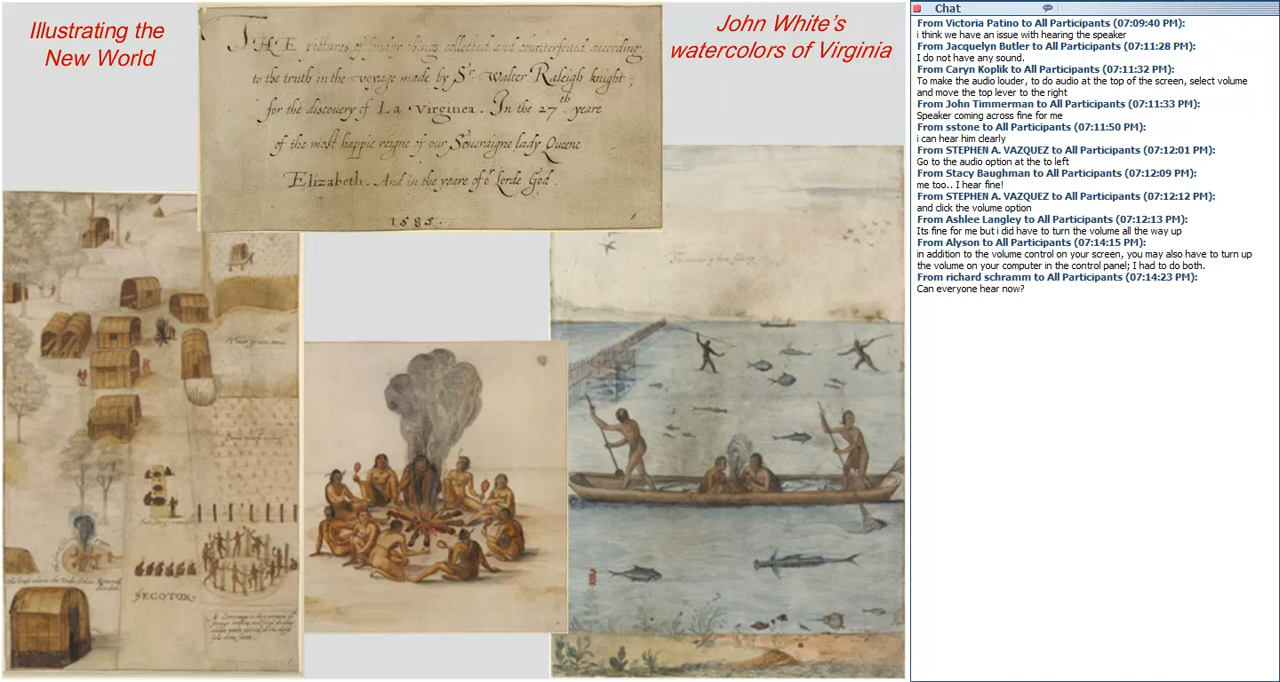 Illustrating the
New World
THE pictures of sondry things collected and counterfeited according
to the truth in the voyage made by Sr. Walter Raleigh knight,
for the discovery of La Virginea. In the 27th yeare
of the most happie reigne of our Soueraigne lady Queene
Elizabeth. And in the yeare of or Lorde God.
1585.
John White's
watercolors of Virginia
SECOTON
Chat
From Victoria Patino to All Participants (07:09:40 PM):
i think we have an issue with hearing the speaker
From Jacquelyn Butler to All Participants (07:11:28 PM):
I do not have any sound.
From Caryn Koplik to All Participants (07:11:32 PM):
To make the audio louder, to do audio at the top of the screen, select volume
and move the top lever to the right
From John Timmerman to All Participants (07:11:33 PM):
Speaker coming across fine for me
From sstone to All Participants (07:11:50 PM):
i can hear him clearly
From STEPHEN A. VAZQUEZ to All Participants (07:12:01 PM):
Go to the audio option at the to left
From Stacy Baughman to All Participants (07:12:09 PM):
me too.. I hear fine!
From STEPHEN A. VAZQUEZ to All Participants (07:12:12 PM):
and click the volume option
From Ashlee Langley to All Participants (07:12:13 PM):
Its fine for me but i did have to turn the volume all the way up
From Alyson to All Participants (07:14:15 PM):
in addition to the volume control on your screen, you may also have to turn up
the volume on your computer in the control panel; I had to do both.
From richard schramm to All Participants (07:14:23 PM):
Can everyone hear now?